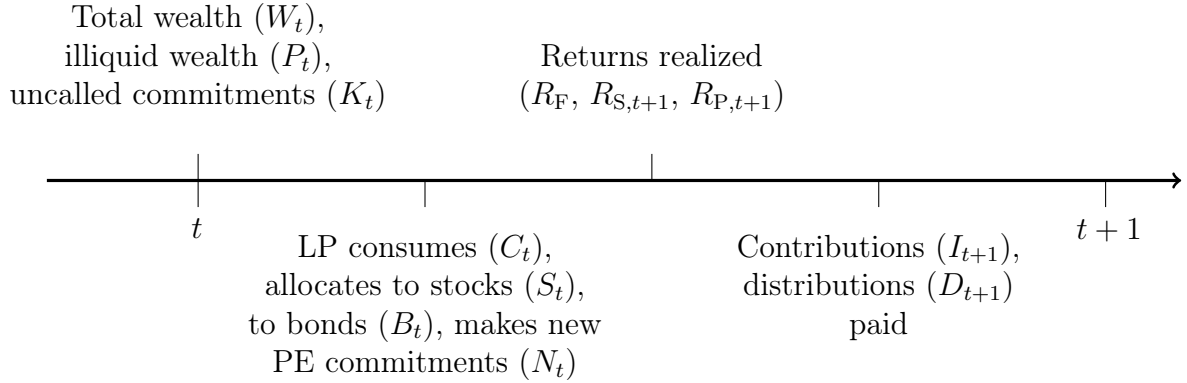 Total wealth (W_t),
illiquid wealth (P_t),
uncalled commitments (K_t)
Returns realized
(R_F, R_{S,t+1}, R_{P,t+1})
t
t + 1
LP consumes (C_t),
allocates to stocks (S_t),
to bonds (B_t), makes new
PE commitments (N_t)
Contributions (I_{t+1}),
distributions (D_{t+1})
paid